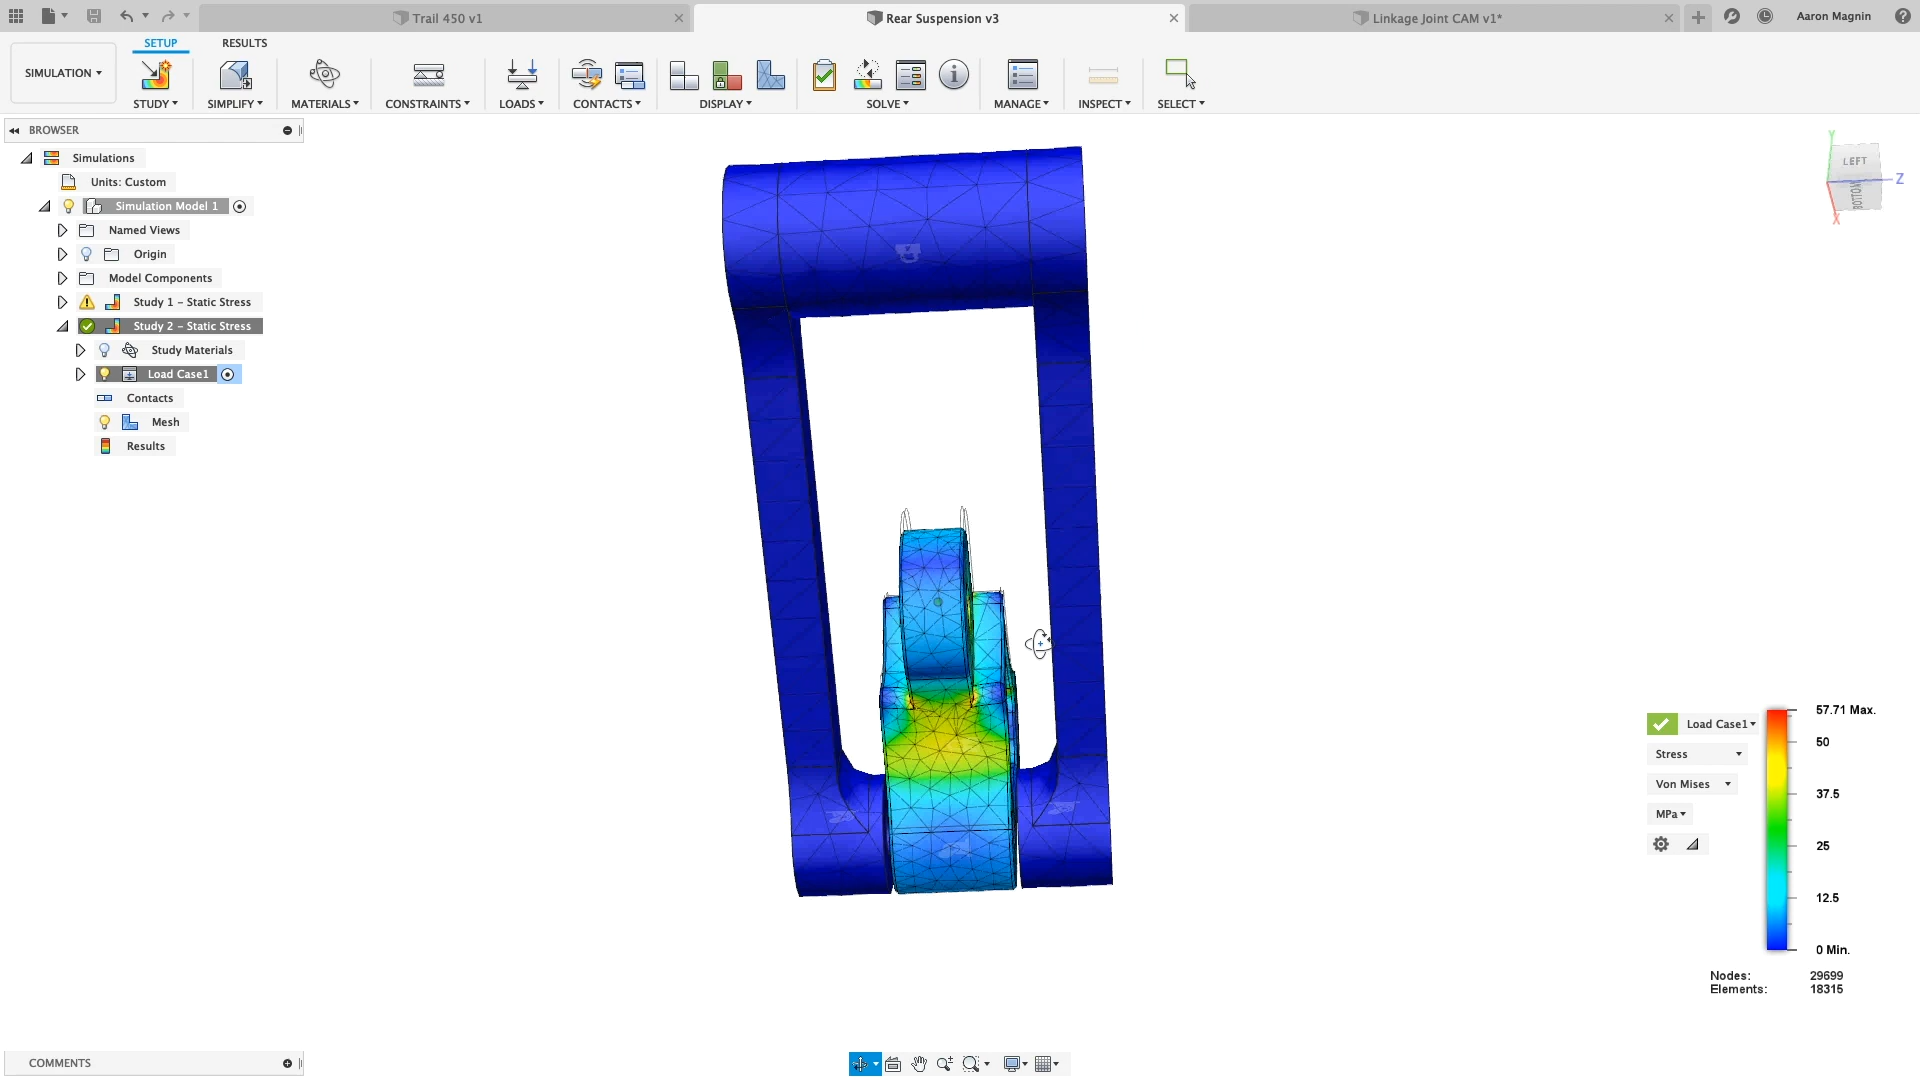 Trail 450 v1
Rear Suspension v3
Linkage Joint CAM v1*
Aaron Magnin
SIMULATION
SETUP
RESULTS
STUDY
SIMPLIFY
MATERIALS
CONSTRAINTS
LOADS
CONTACTS
DISPLAY
SOLVE
MANAGE
INSPECT
SELECT
BROWSER
Simulations
Units: Custom
Simulation Model 1
Named Views
Origin
Model Components
Study 1 - Static Stress
Study 2 - Static Stress
Study Materials
Load Case1
Contacts
Mesh
Results
Y
LEFT
Z
BOTTOM
X
Load Case1
Stress
Von Mises
MPa
57.71 Max.
50
37.5
25
12.5
0 Min.
Nodes: 29699
Elements: 18315
COMMENTS